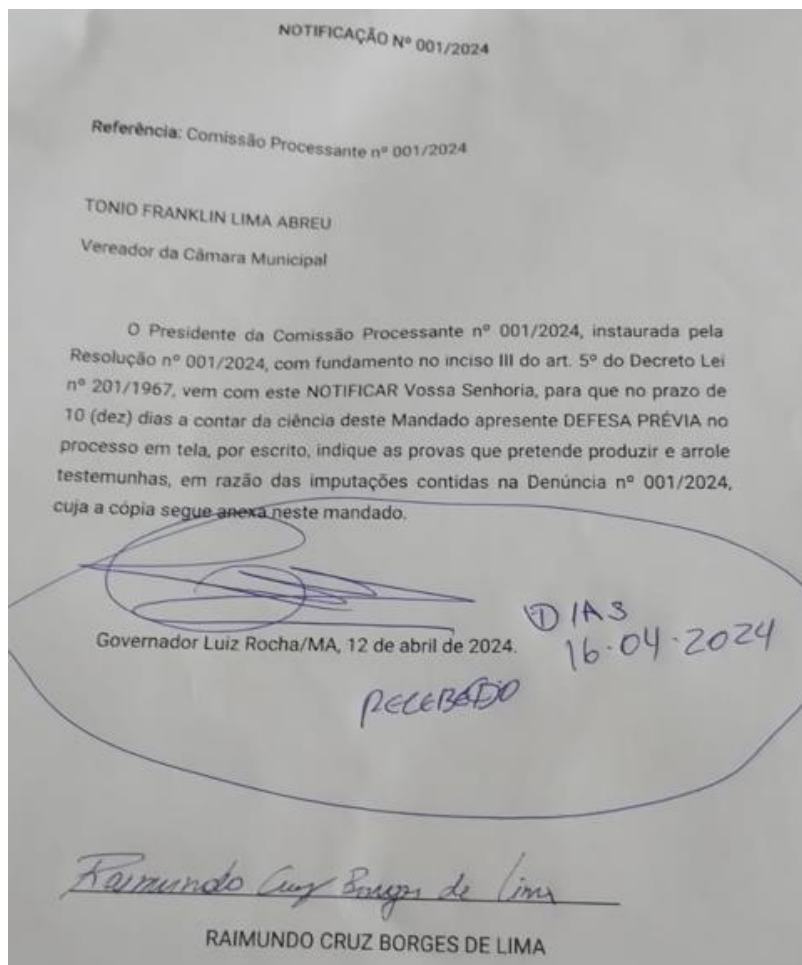 NOTIFICAÇÃO Nº 001/2024
Referência: Comissão Processante nº 001/2024
TONIO FRANKLIN LIMA ABREU
Vereador da Câmara Municipal
O Presidente da Comissão Processante nº 001/2024, instaurada pela
Resolução nº 001/2024, com fundamento no inciso III do art. 5º do Decreto Lei
nº 201/1967, vem com este NOTIFICAR Vossa Senhoria, para que no prazo de
10 (dez) dias a contar da ciência deste Mandado apresente DEFESA PRÉVIA no
processo em tela, por escrito, indique as provas que pretende produzir e arrole
testemunhas, em razão das imputações contidas na Denúncia nº 001/2024,
cuja a cópia segue anexa neste mandado.
DIAS
Governador Luiz Rocha/MA, 12 de abril de 2024.
16.04.2024
RECEBIDO
Raimundo Cruz Borges de Lima
RAIMUNDO CRUZ BORGES DE LIMA